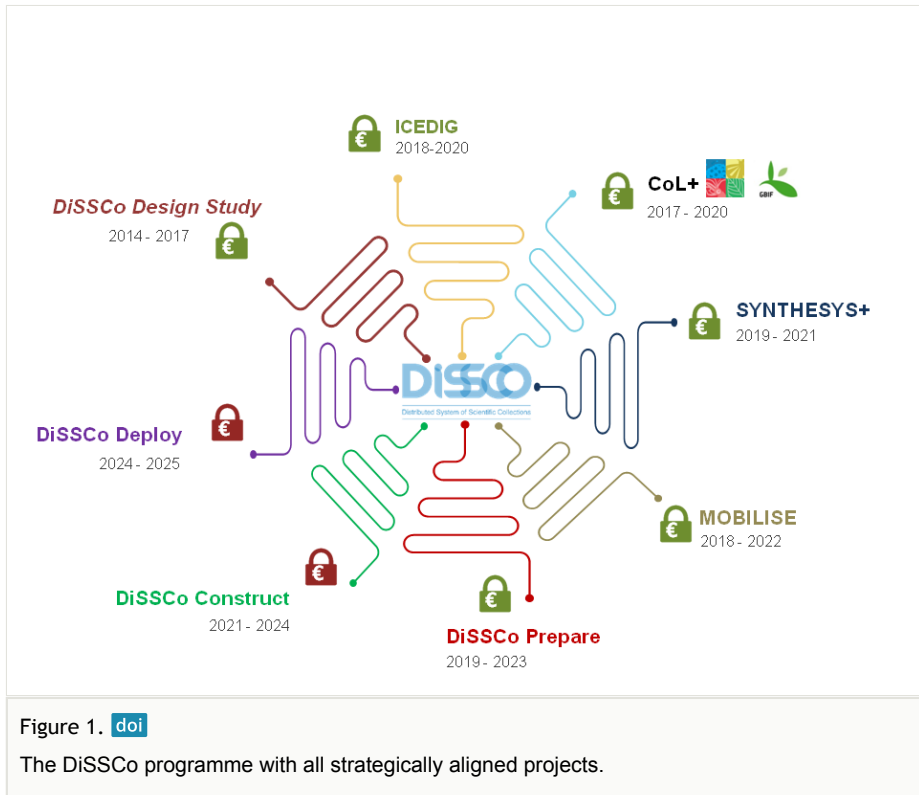 ICEDIG
2018-2020
CoL+
GBIF
2017 - 2020
DiSSCo Design Study
2014 - 2017
€
SYNTHESYS+
2019 - 2021
DiSSCo
Distributed System of Scientific Collections
DiSSCo Deploy
2024 - 2025
MOBILISE
2018 - 2022
DiSSCo Construct
2021 - 2024
DiSSCo Prepare
2019 - 2023
Figure 1. doi
The DiSSCo programme with all strategically aligned projects.